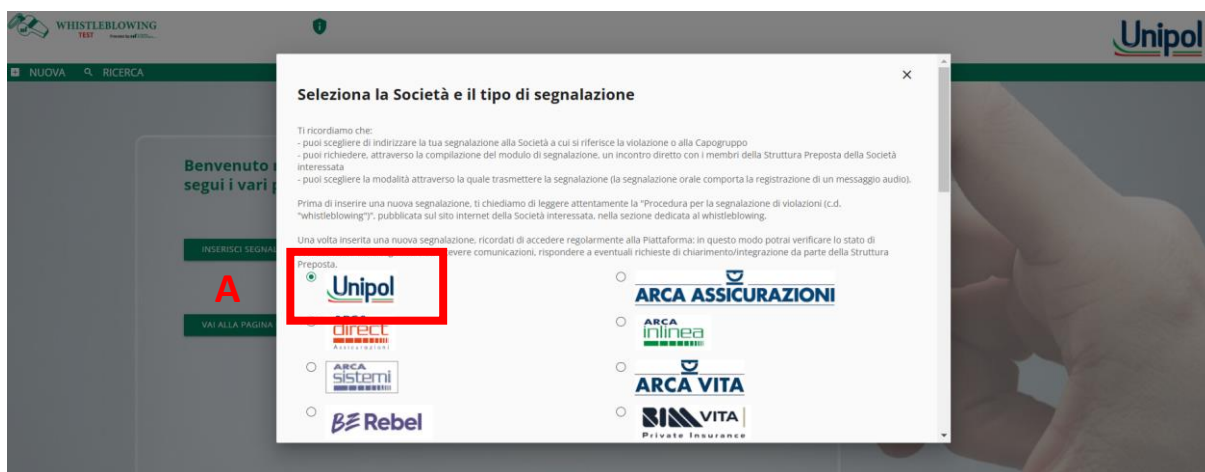 WHISTLEBLOWING
TEST
Unipol
NUOVA RICERCA
Seleziona la Società e il tipo di segnalazione
Ti ricordiamo che:
- puoi scegliere di indirizzare la tua segnalazione alla Società a cui si riferisce la violazione o alla Capogruppo
- puoi richiedere, attraverso la compilazione del modulo di segnalazione, un incontro diretto con i membri della Struttura Preposta della Società
interessata
- puoi scegliere la modalità attraverso la quale trasmettere la segnalazione (la segnalazione orale comporta la registrazione di un messaggio audio).
Prima di inserire una nuova segnalazione, ti chiediamo di leggere attentamente la "Procedura per la segnalazione di violazioni (c.d.
"whistleblowing")", pubblicata sul sito internet della Società interessata, nella sezione dedicata al whistleblowing.
Una volta inserita una nuova segnalazione, ricordati di accedere regolarmente alla Piattaforma: in questo modo potrai verificare lo stato di
evere comunicazioni, rispondere a eventuali richieste di chiarimento/integrazione da parte della Struttura
Preposta.
Benvenuto
segui i vari
INSERISCI SEGNAL
A
VAI ALLA PAGINA
Unipol
ARCA ASSICURAZIONI
ARCA
direct
Assicurazioni
ARCA
inlinea
ARCA
sistemi
ARCA VITA
BE Rebel
BIM VITA
Private Insurance